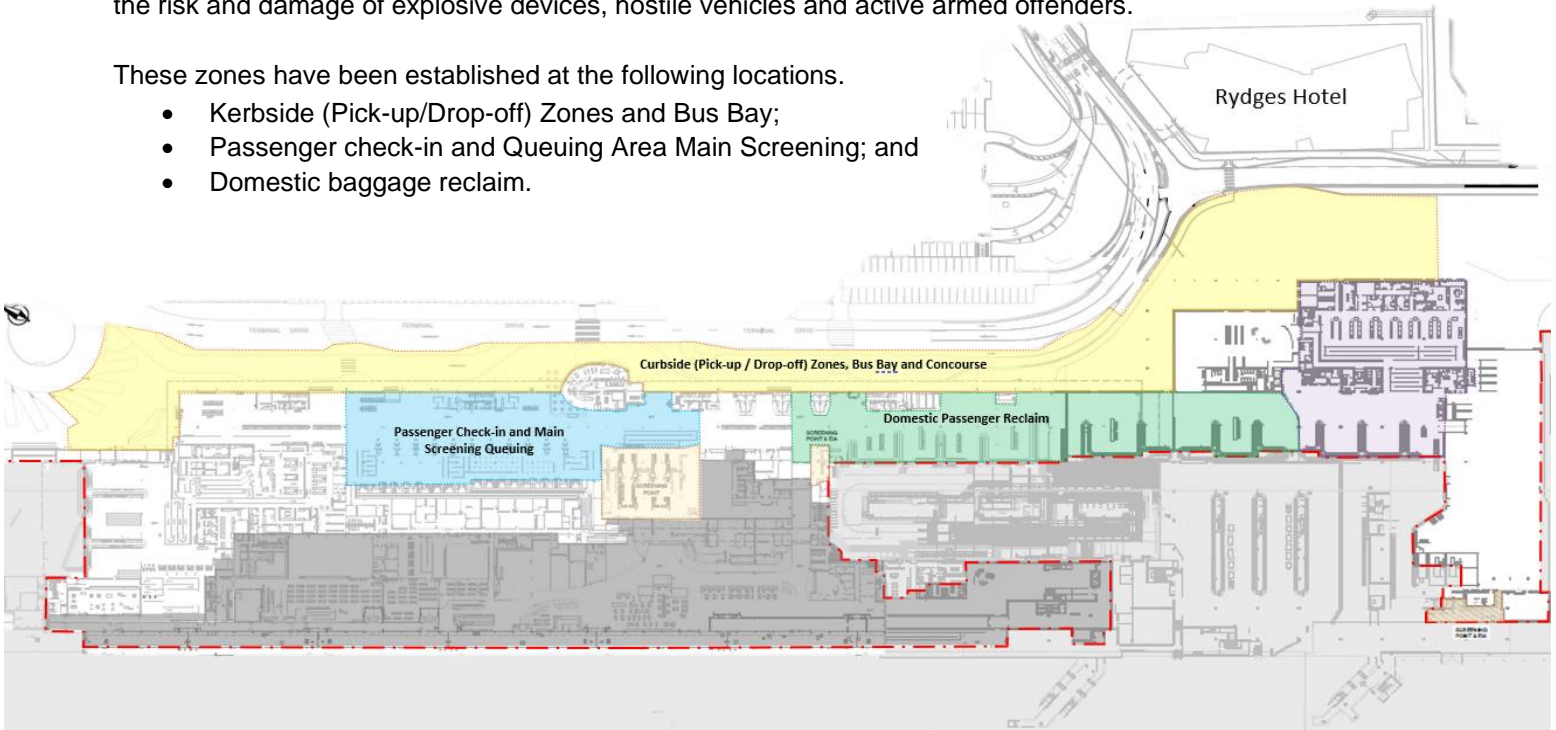 the risk and damage of explosive devices, hostile vehicles and active armed offenders.
These zones have been established at the following locations.
• Kerbside (Pick-up/Drop-off) Zones and Bus Bay;
• Passenger check-in and Queuing Area Main Screening; and
• Domestic baggage reclaim.
Rydges Hotel
TERMINAL DRIVE
TERMINAL DRIVE
TERMINAL DRIVE
Curbside (Pick-up / Drop-off) Zones, Bus Bay and Concourse
Passenger Check-in and Main
Screening Queuing
Domestic Passenger Reclaim
SCREENING
POINT & EIA
SCREENING
POINT
SCREENING
POINT & EIA